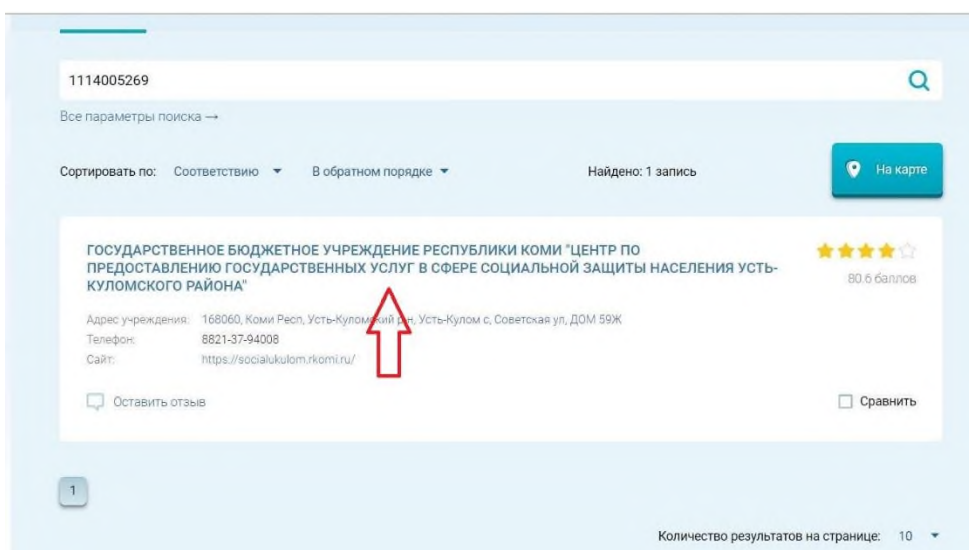 1114005269
Все параметры поиска →
Сортировать по: Соответствию В обратном порядке Найдено: 1 запись На карте
ГОСУДАРСТВЕННОЕ БЮДЖЕТНОЕ УЧРЕЖДЕНИЕ РЕСПУБЛИКИ КОМИ "ЦЕНТР ПО
ПРЕДОСТАВЛЕНИЮ ГОСУДАРСТВЕННЫХ УСЛУГ В СФЕРЕ СОЦИАЛЬНОЙ ЗАЩИТЫ НАСЕЛЕНИЯ УСТЬ-
КУЛОМСКОГО РАЙОНА"
80.6 баллов
Адрес учреждения: 168060, Коми Респ, Усть-Куломский р-н, Усть-Кулом с, Советская ул, ДОМ 59Ж
Телефон: 8821-37-94008
Сайт: https://socialukulom.rkomi.ru/
Оставить отзыв Сравнить
1
Количество результатов на странице: 10